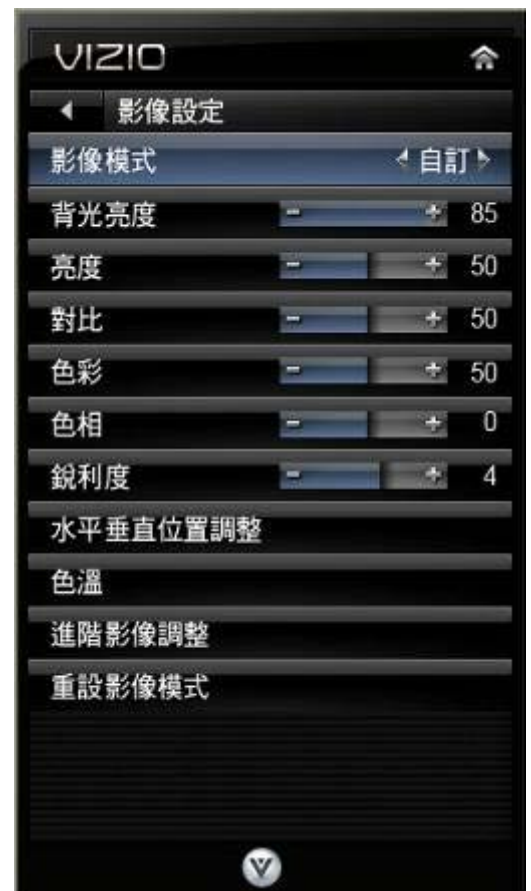 VIZIO
影像設定
影像模式 自訂
背光亮度 - + 85
亮度 - + 50
對比 - + 50
色彩 - + 50
色相 - + 0
銳利度 - + 4
水平垂直位置調整
色溫
進階影像調整
重設影像模式
V